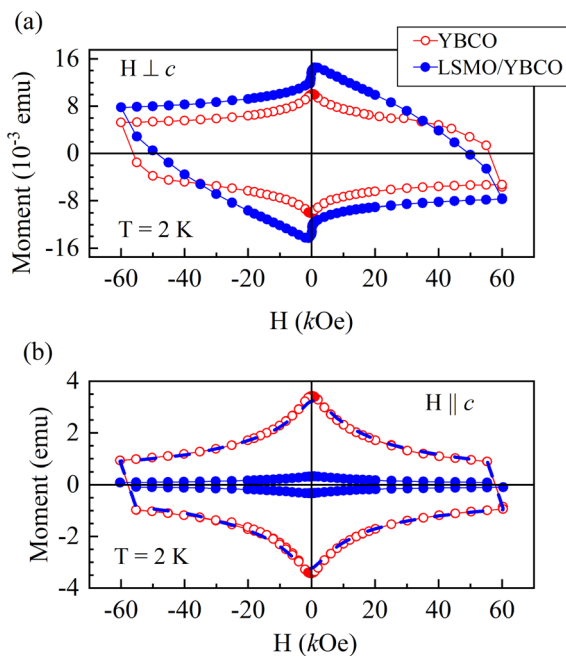 (a)
YBCO
LSMO/YBCO
H ⊥ c
T = 2 K
Moment (10⁻³ emu)
16
8
0
-8
-16
-60 -40 -20 0 20 40 60
H (kOe)
(b)
H || c
T = 2 K
Moment (emu)
4
2
0
-2
-4
-60 -40 -20 0 20 40 60
H (kOe)